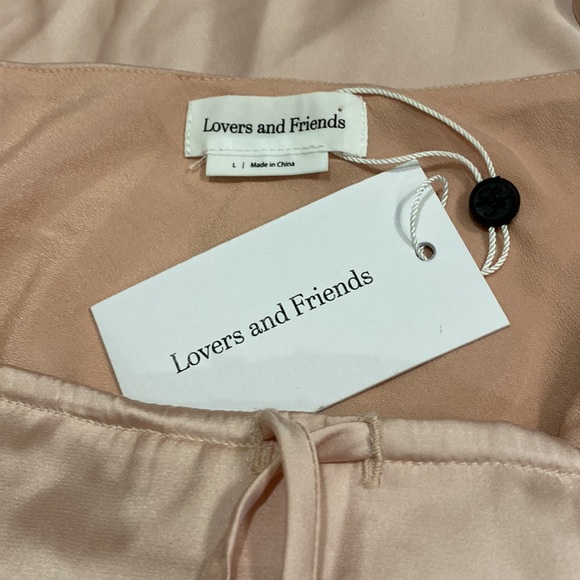 Lovers and Friends
L | Made in China
Lovers and Friends